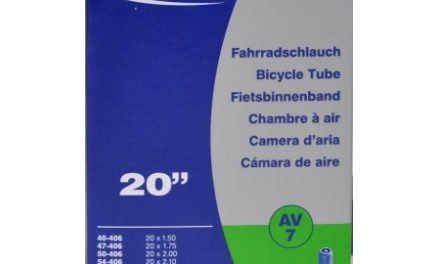 Fahrradschlauch
Bicycle Tube
Fietsbinnenband
Chambre à air
Camera d'aria
Cámara de aire
20”
AV
7
40-406 20 x 1.50
47-406 20 x 1.75
50-406 20 x 2.00
54-406 20 x 2.10